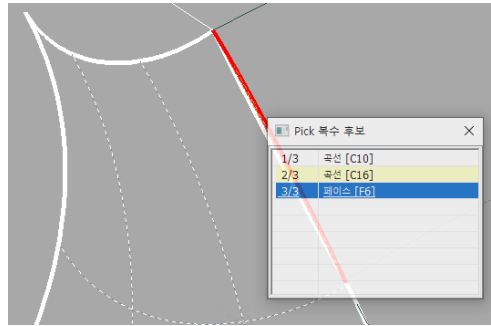 Pick 복수 후보
1/3 곡선 [C10]
2/3 곡선 [C16]
3/3 페이스 [F6]